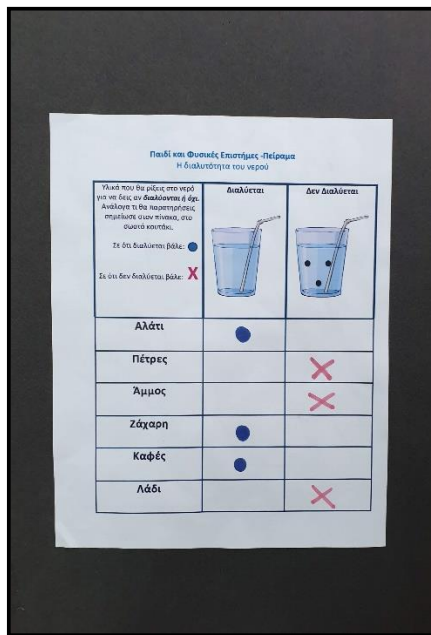 Παιδί και Φυσικές Επιστήμες -Πείραμα
Η διαλυτότητα του νερού
Υλικά που θα ρίξεις στο νερό
για να δεις αν διαλύονται ή όχι.
Ανάλογα τι θα παρατηρήσεις
σημείωσε στον πίνακα, στο
σωστό κουτάκι.
Σε ότι διαλύεται βάλε:
Σε ότι δεν διαλύεται βάλε: X
Διαλύεται
Δεν Διαλύεται
Αλάτι
Πέτρες
Άμμος
Ζάχαρη
Καφές
Λάδι